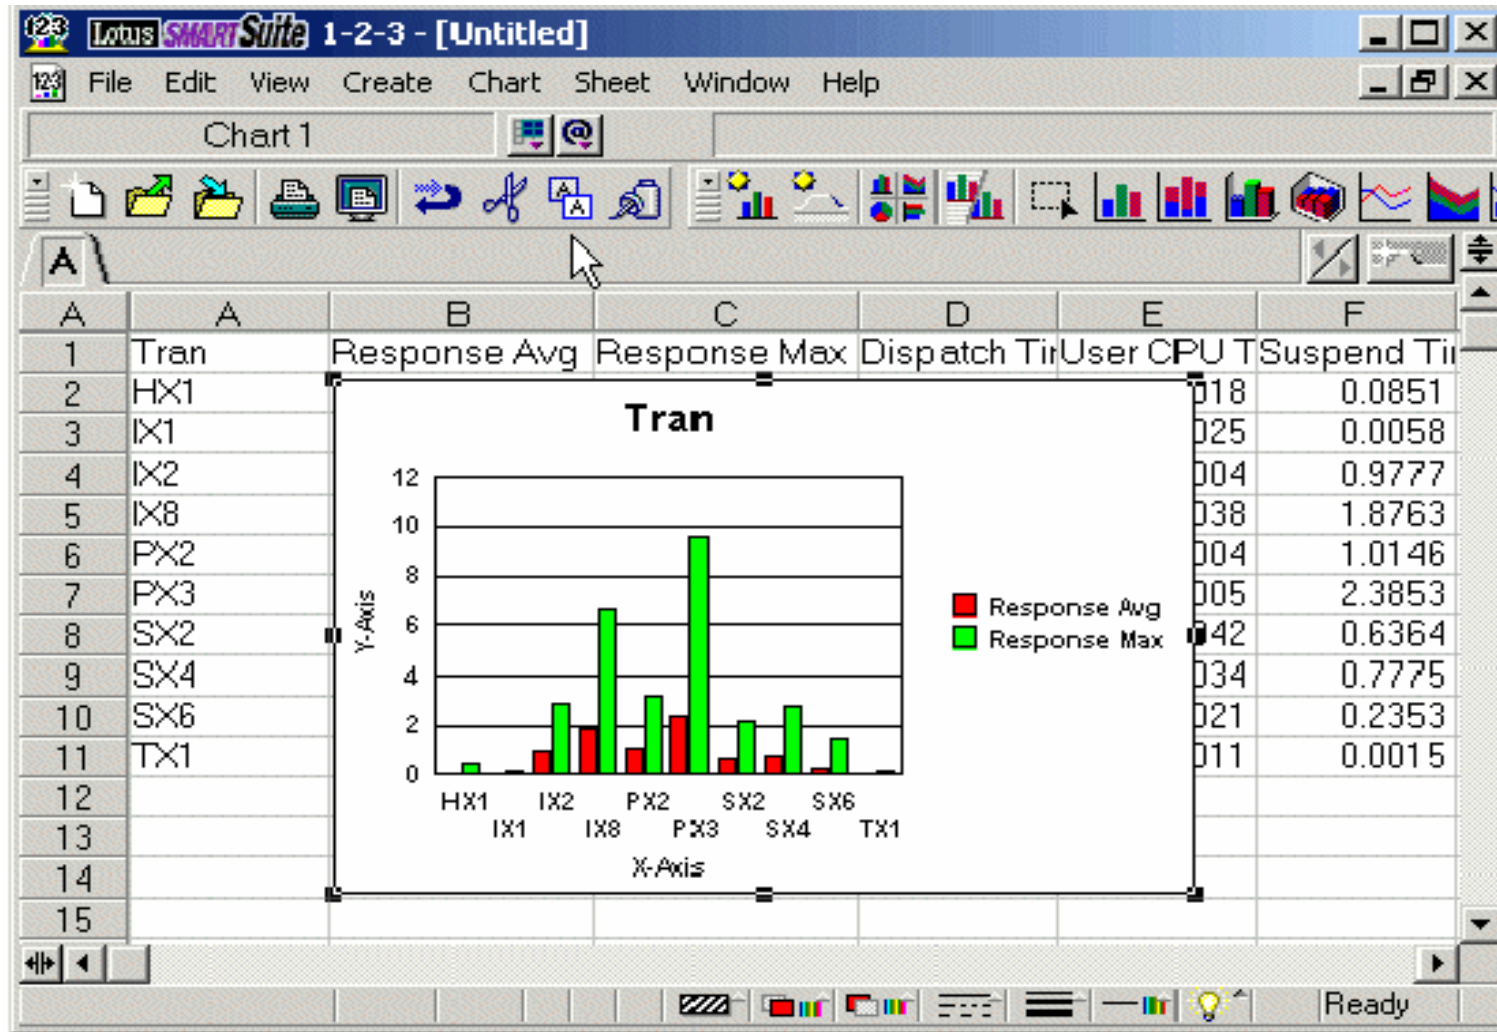 Lotus SMARTSuite 1-2-3 - [Untitled]
File Edit View Create Chart Sheet Window Help
Chart 1
A
A A B C D E F
1 Tran Response Avg Response Max Dispatch Tir User CPU T Suspend Tir
2 HX1 018 0.0851
3 IX1 025 0.0058
4 IX2 004 0.9777
5 IX8 038 1.8763
6 PX2 004 1.0146
7 PX3 005 2.3853
8 SX2 042 0.6364
9 SX4 034 0.7775
10 SX6 021 0.2353
11 TX1 011 0.0015
12
13
14
15
Tran
12
10
8
6
4
2
0
Y-Axis
HX1 IX2 PX2 SX2 SX6
IX1 IX8 PX3 SX4 TX1
X-Axis
Response Avg
Response Max
Ready